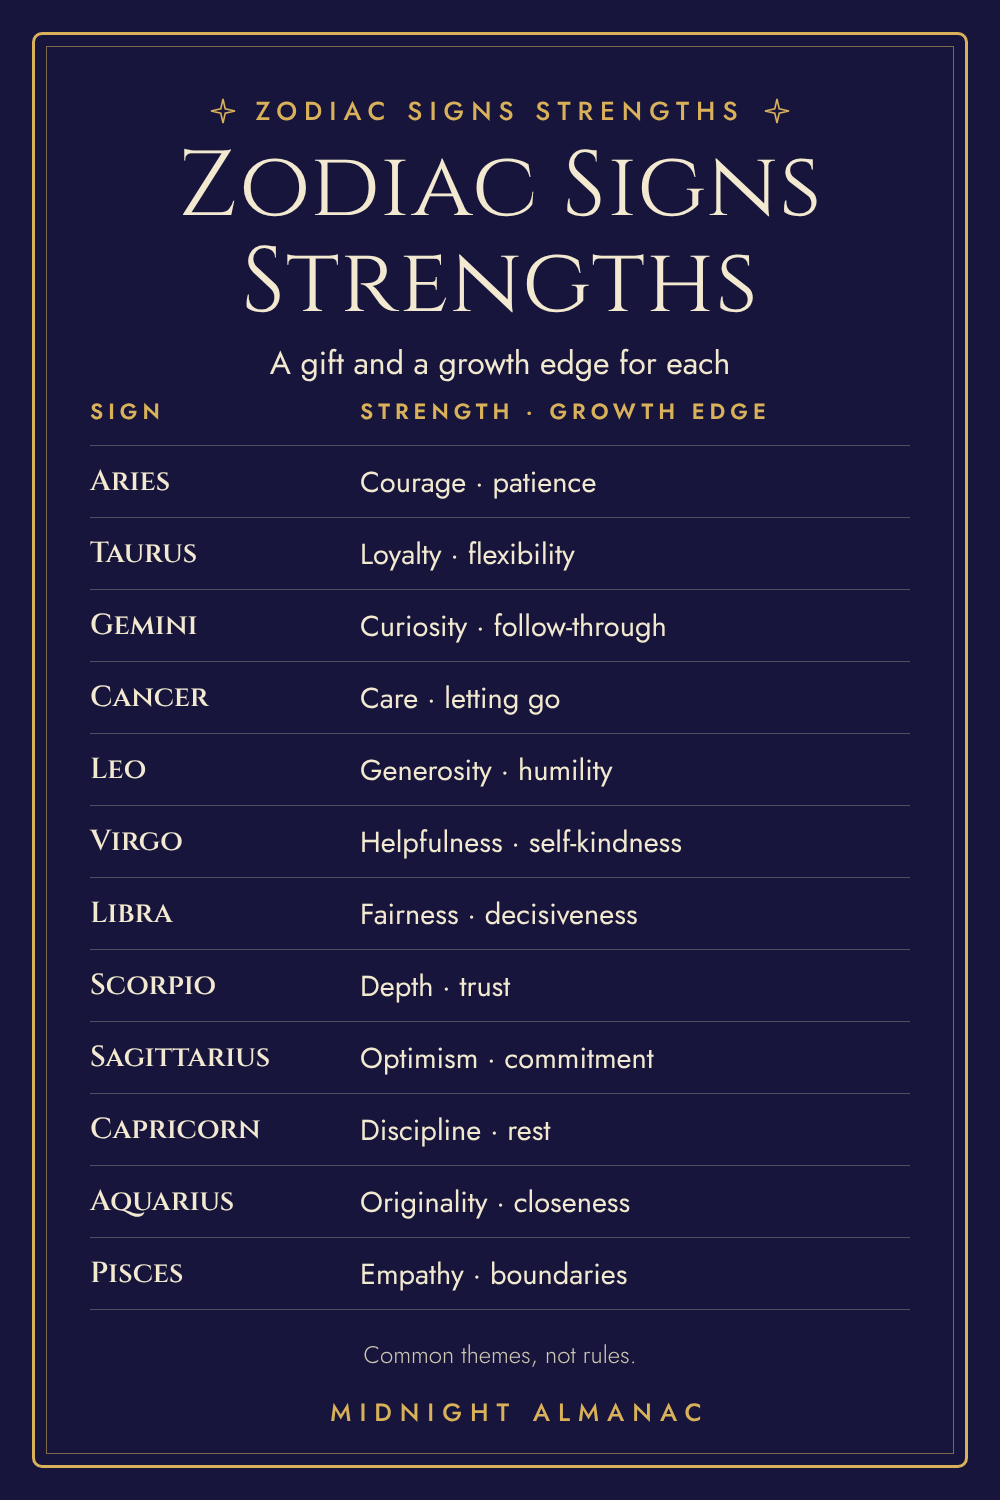 ZODIAC SIGNS STRENGTHS
Zodiac Signs
Strengths
A gift and a growth edge for each
SIGN STRENGTH · GROWTH EDGE
Aries Courage · patience
Taurus Loyalty · flexibility
Gemini Curiosity · follow-through
Cancer Care · letting go
Leo Generosity · humility
Virgo Helpfulness · self-kindness
Libra Fairness · decisiveness
Scorpio Depth · trust
Sagittarius Optimism · commitment
Capricorn Discipline · rest
Aquarius Originality · closeness
Pisces Empathy · boundaries
Common themes, not rules.
MIDNIGHT ALMANAC